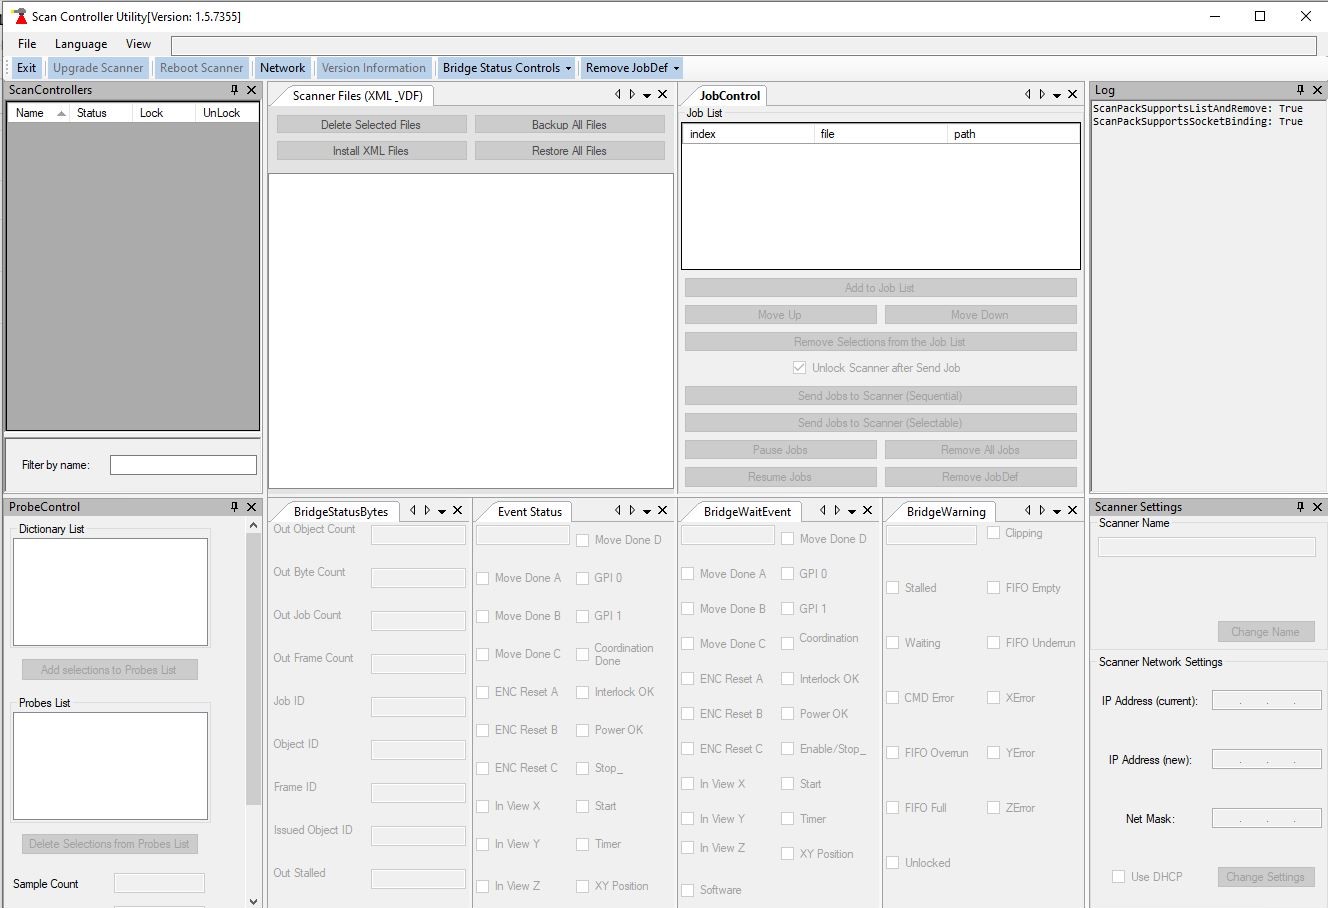 Scan Controller Utility[Version: 1.5.7355]
File Language View
Exit Upgrade Scanner Reboot Scanner Network Version Information Bridge Status Controls Remove JobDef
ScanControllers
Name Status Lock UnLock
Filter by name:
Scanner Files (XML _VDF)
Delete Selected Files Backup All Files
Install XML Files Restore All Files
JobControl
Job List
index file path
Add to Job List
Move Up Move Down
Remove Selections from the Job List
Unlock Scanner after Send Job
Send Jobs to Scanner (Sequential)
Send Jobs to Scanner (Selectable)
Pause Jobs Remove All Jobs
Resume Jobs Remove JobDef
Log
ScanPackSupportsListAndRemove: True
ScanPackSupportsSocketBinding: True
ProbeControl
Dictionary List
Add selections to Probes List
Probes List
Delete Selections from Probes List
Sample Count
BridgeStatusBytes
Out Object Count
Out Byte Count
Out Job Count
Out Frame Count
Job ID
Object ID
Frame ID
Issued Object ID
Out Stalled
Event Status
Move Done D
Move Done A GPI 0
Move Done B GPI 1
Move Done C Coordination
Done
ENC Reset A Interlock OK
ENC Reset B Power OK
ENC Reset C Stop_
In View X Start
In View Y Timer
In View Z XY Position
BridgeWaitEvent
Move Done D
Move Done A GPI 0
Move Done B GPI 1
Move Done C Coordination
ENC Reset A Interlock OK
ENC Reset B Power OK
ENC Reset C Enable/Stop_
In View X Start
In View Y Timer
In View Z XY Position
Software
BridgeWarning
Clipping
Stalled FIFO Empty
Waiting FIFO Underrun
CMD Error XError
FIFO Overrun YError
FIFO Full ZError
Unlocked
Scanner Settings
Scanner Name
Change Name
Scanner Network Settings
IP Address (current): . . .
IP Address (new): . . .
Net Mask: . . .
Use DHCP Change Settings